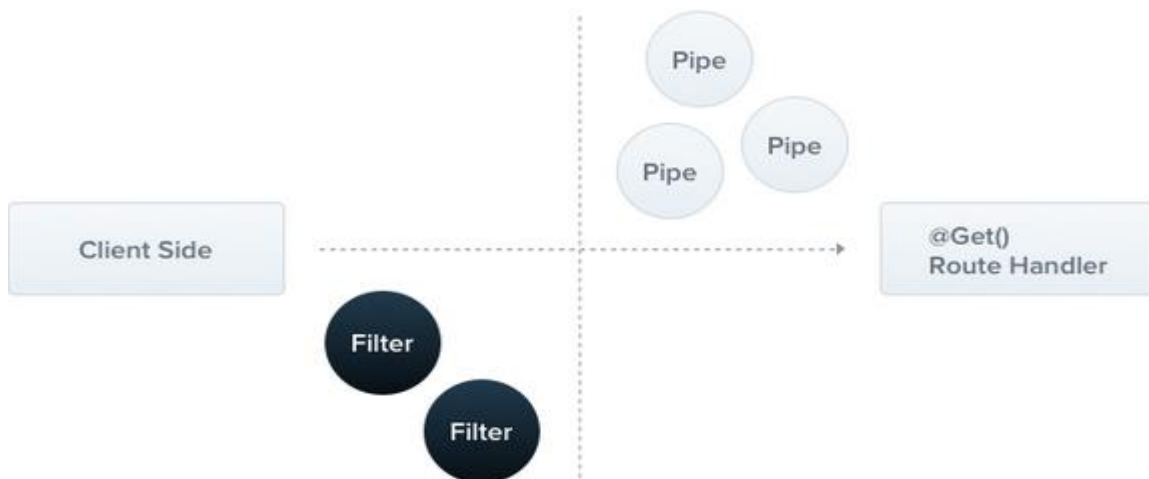 Pipe
Pipe
Pipe
Client Side
@Get()
Route Handler
Filter
Filter